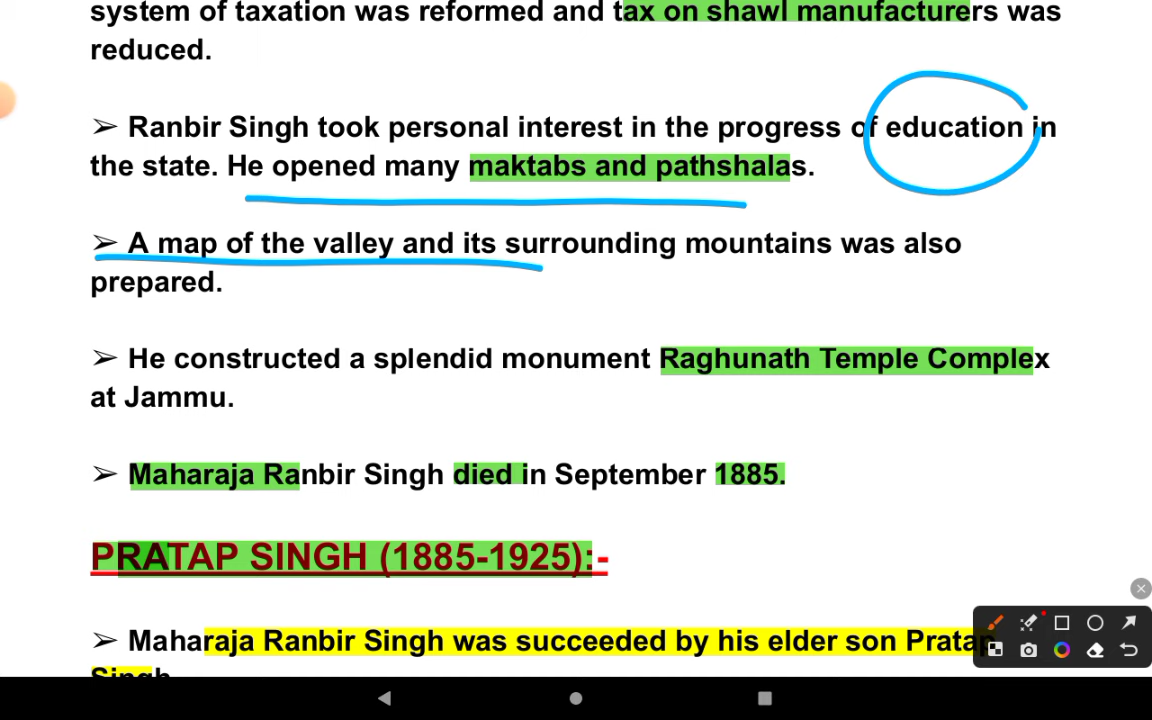 system of taxation was reformed and tax on shawl manufacturers was
reduced.
➢ Ranbir Singh took personal interest in the progress of education in
the state. He opened many maktabs and pathshalas.
➢ A map of the valley and its surrounding mountains was also
prepared.
➢ He constructed a splendid monument Raghunath Temple Complex
at Jammu.
➢ Maharaja Ranbir Singh died in September 1885.
PRATAP SINGH (1885-1925):-
➢ Maharaja Ranbir Singh was succeeded by his elder son Pratap
Singh